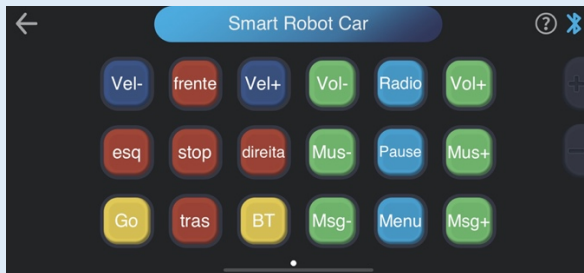 Smart Robot Car ?
Vel- frente Vel+ Vol- Radio Vol+
esq stop direita Mus- Pause Mus+
Go tras BT Msg- Menu Msg+